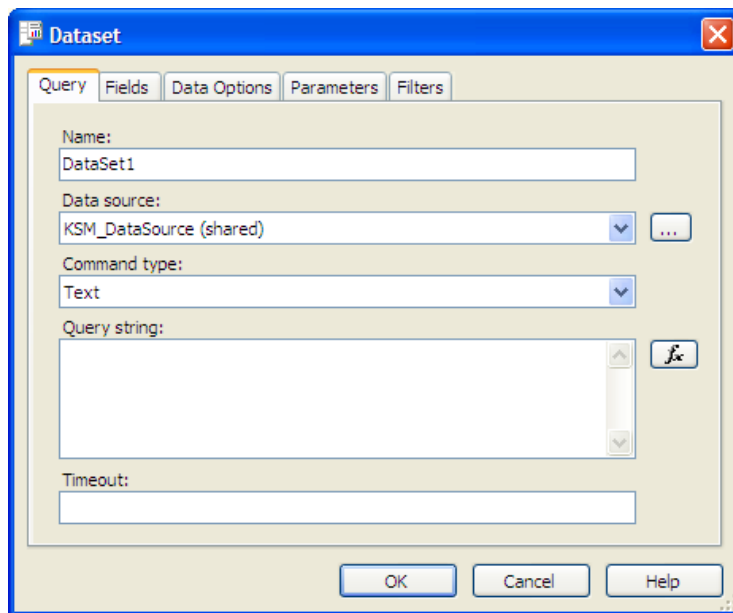 Dataset
Query Fields Data Options Parameters Filters
Name:
DataSet1
Data source:
KSM_DataSource (shared)
...
Command type:
Text
Query string:
fx
Timeout:
OK Cancel Help